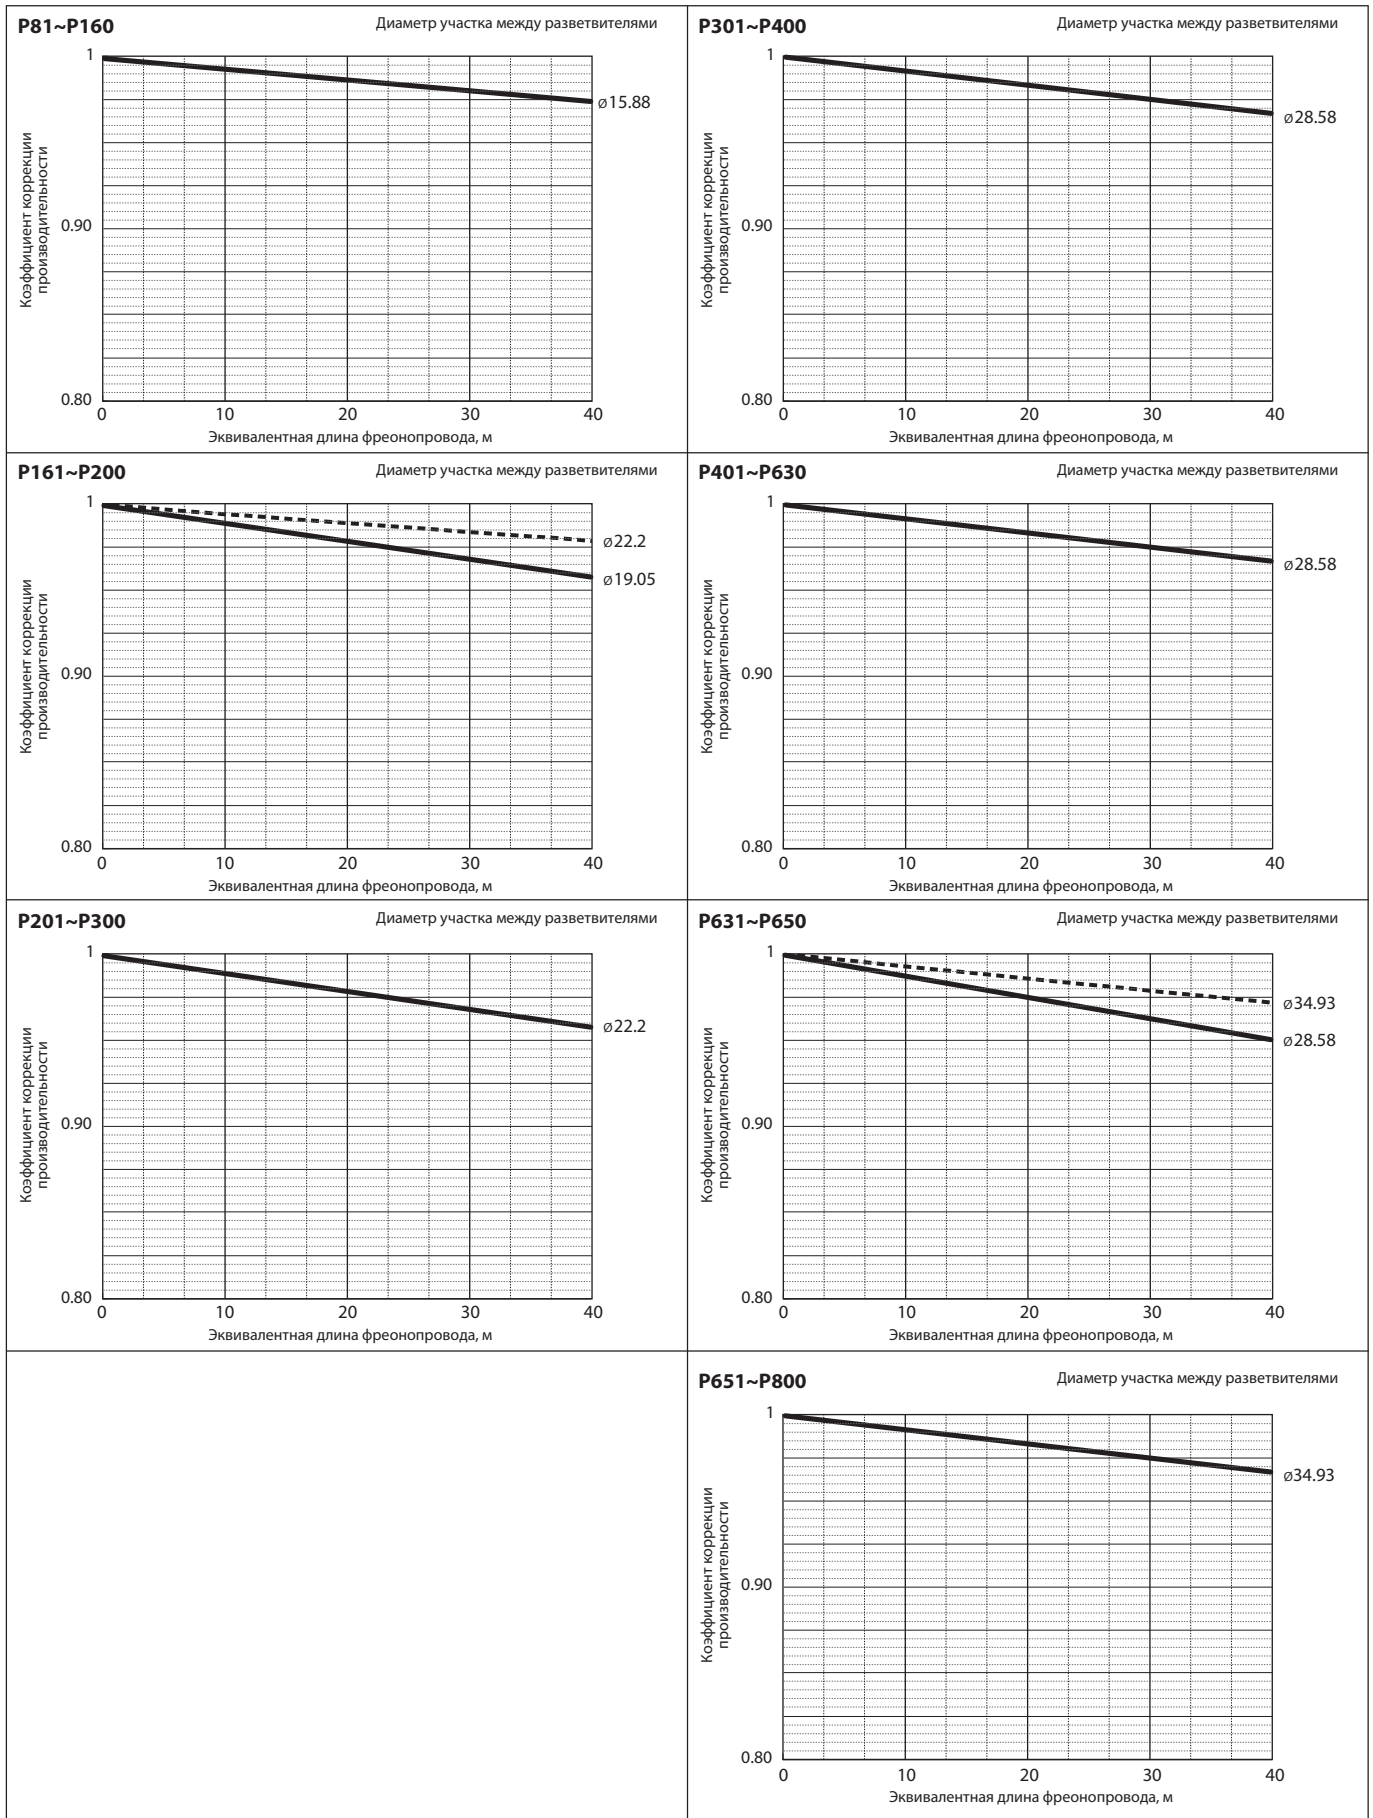 P81~P160
Диаметр участка между разветвителями
1
0.90
0.80
Коэффициент коррекции
производительности
ø15.88
0 10 20 30 40
Эквивалентная длина фреонопровода, м
P301~P400
Диаметр участка между разветвителями
1
0.90
0.80
Коэффициент коррекции
производительности
ø28.58
0 10 20 30 40
Эквивалентная длина фреонопровода, м
P161~P200
Диаметр участка между разветвителями
1
0.90
0.80
Коэффициент коррекции
производительности
ø22.2
ø19.05
0 10 20 30 40
Эквивалентная длина фреонопровода, м
P401~P630
Диаметр участка между разветвителями
1
0.90
0.80
Коэффициент коррекции
производительности
ø28.58
0 10 20 30 40
Эквивалентная длина фреонопровода, м
P201~P300
Диаметр участка между разветвителями
1
0.90
0.80
Коэффициент коррекции
производительности
ø22.2
0 10 20 30 40
Эквивалентная длина фреонопровода, м
P631~P650
Диаметр участка между разветвителями
1
0.90
0.80
Коэффициент коррекции
производительности
ø34.93
ø28.58
0 10 20 30 40
Эквивалентная длина фреонопровода, м
P651~P800
Диаметр участка между разветвителями
1
0.90
0.80
Коэффициент коррекции
производительности
ø34.93
0 10 20 30 40
Эквивалентная длина фреонопровода, м